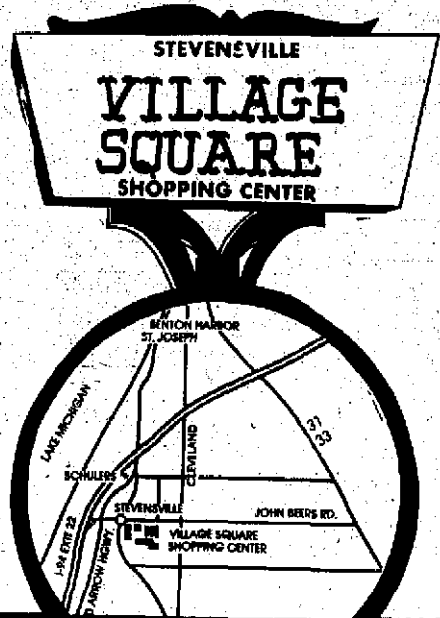 STEVENSVILLE
VILLAGE
SQUARE
SHOPPING CENTER
BENTON HARBOR
ST. JOSEPH
LAKE MICHIGAN
31
33
CLEVELAND
SCHULERS
STEVENSVILLE
JOHN BEERS RD.
VILLAGE SQUARE
SHOPPING CENTER
I-94 EXIT 22
ARROW HGWY.